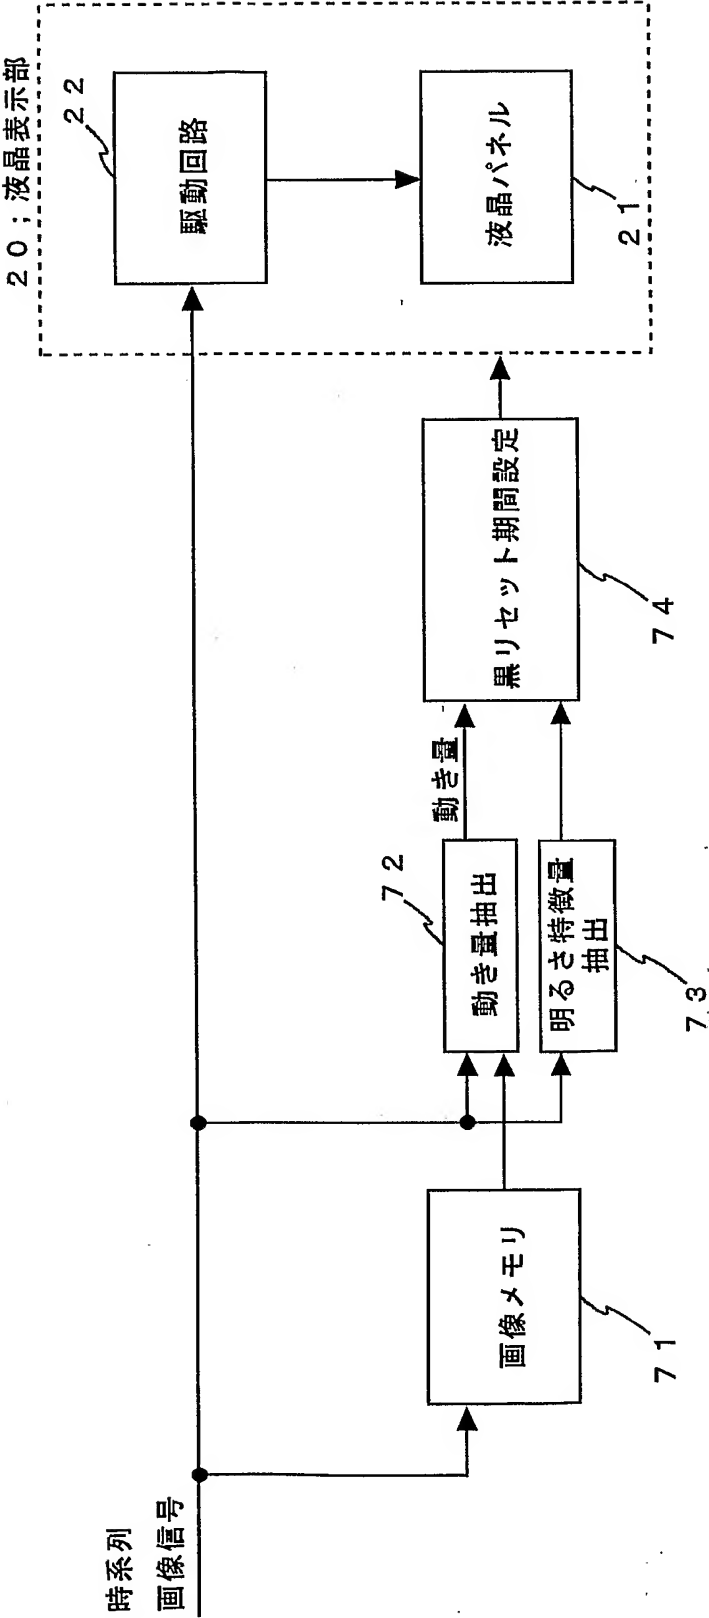 時系列
画像信号
画像メモリ
71
動き量抽出
72
明るさ特徴量
抽出
73
動き量
黒リセット期間設定
74
20;液晶表示部
駆動回路
22
液晶パネル
21